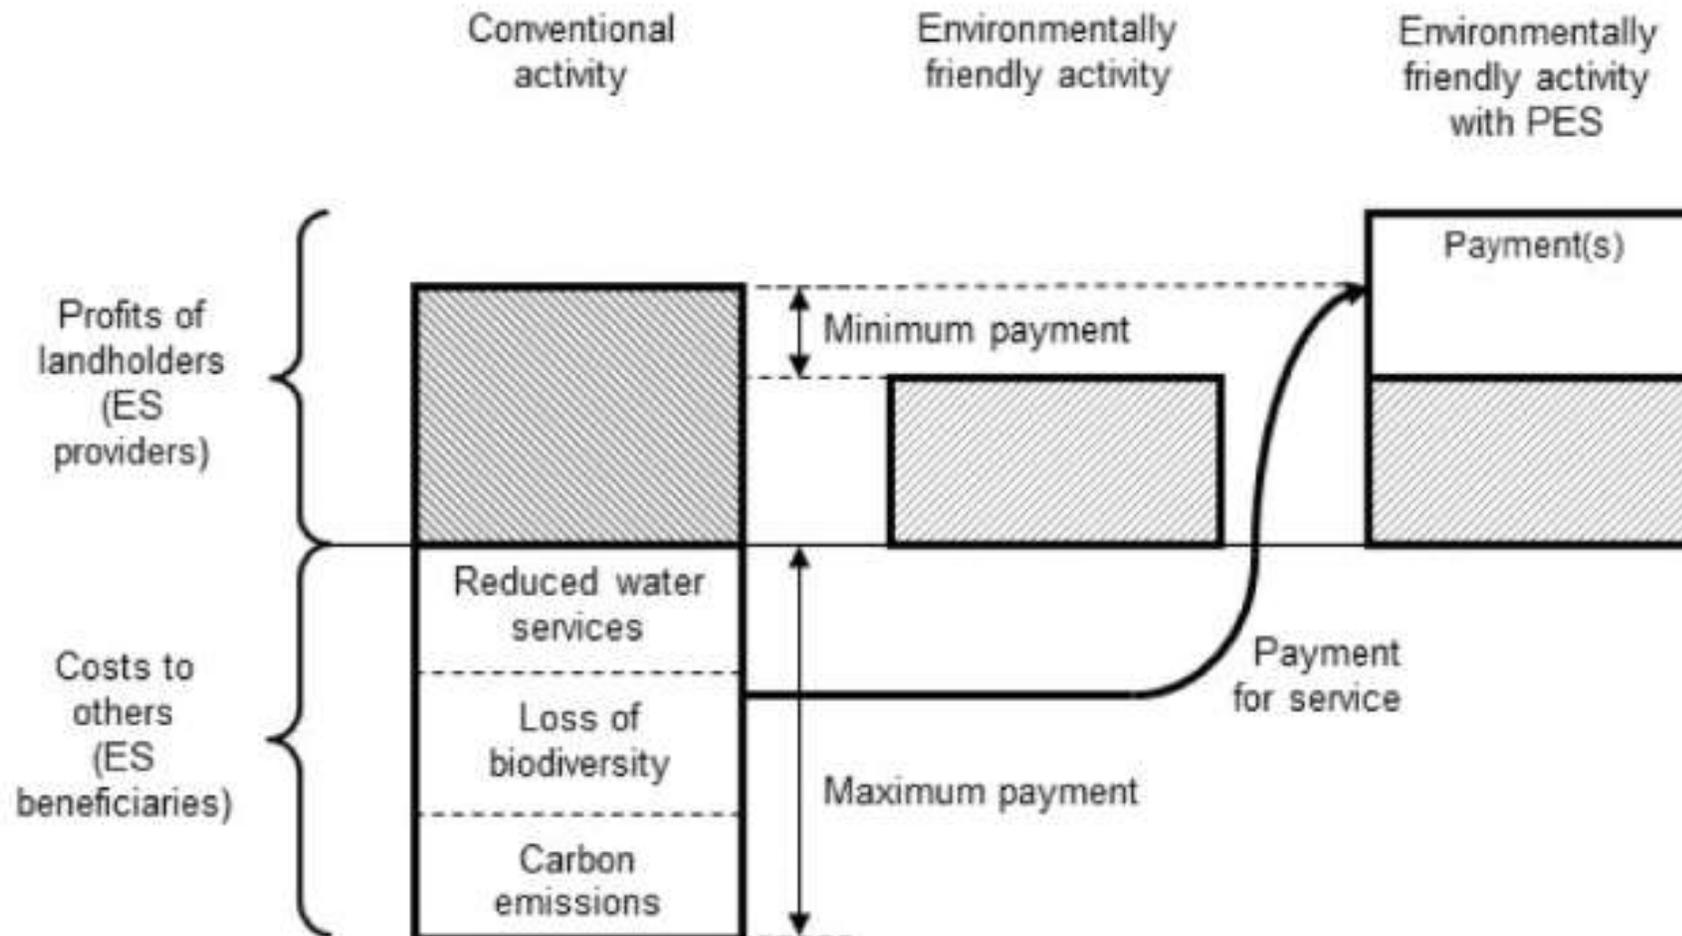 Conventional
activity
Environmentally
friendly activity
Environmentally
friendly activity
with PES
Profits of
landholders
(ES
providers)
Minimum payment
Payment(s)
Costs to
others
(ES
beneficiaries)
Reduced water
services
Loss of
biodiversity
Carbon
emissions
Maximum payment
Payment
for service